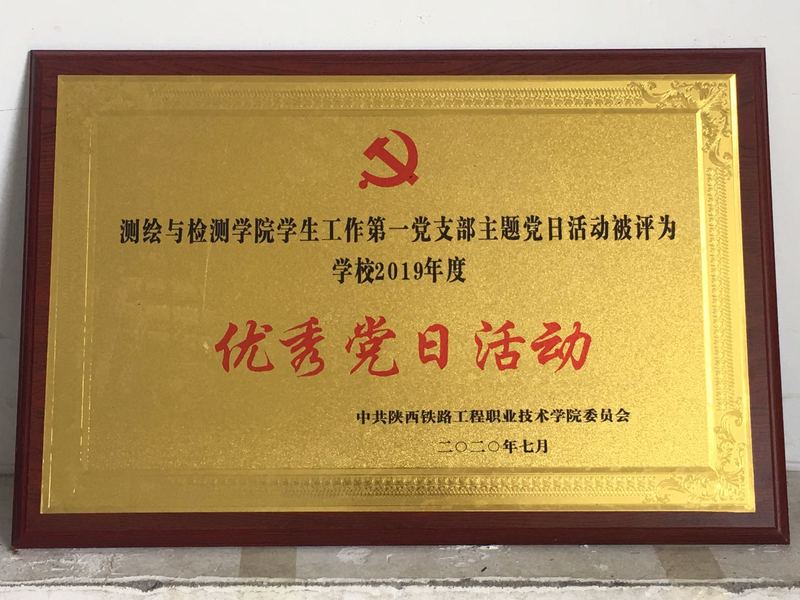 测绘与检测学院学生工作第一党支部主题党日活动被评为
学校2019年度
优秀党日活动
中共陕西铁路工程职业技术学院委员会
二〇二〇年七月